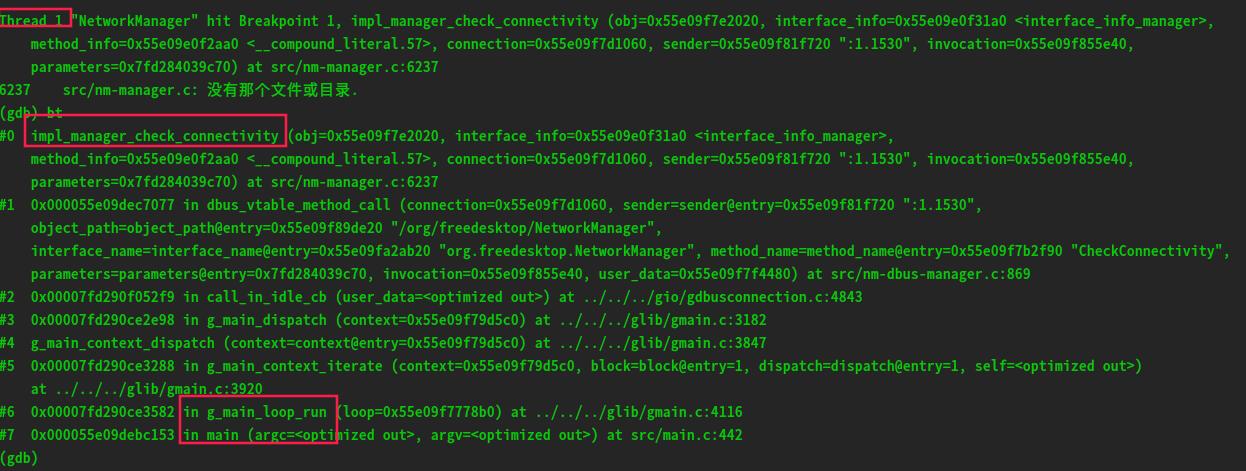 Thread 1 "NetworkManager" hit Breakpoint 1, impl_manager_check_connectivity (obj=0x55e09f7e2020, interface_info=0x55e09e0f31a0 <interface_info_manager>,
method_info=0x55e09e0f2aa0 <__compound_literal.57>, connection=0x55e09f7d1060, sender=0x55e09f81f720 ":1.1530", invocation=0x55e09f855e40,
parameters=0x7fd284039c70) at src/nm-manager.c:6237
6237    src/nm-manager.c: 没有那个文件或目录.
(gdb) bt
#0  impl_manager_check_connectivity (obj=0x55e09f7e2020, interface_info=0x55e09e0f31a0 <interface_info_manager>,
method_info=0x55e09e0f2aa0 <__compound_literal.57>, connection=0x55e09f7d1060, sender=0x55e09f81f720 ":1.1530", invocation=0x55e09f855e40,
parameters=0x7fd284039c70) at src/nm-manager.c:6237
#1  0x000055e09dec7077 in dbus_vtable_method_call (connection=0x55e09f7d1060, sender=sender@entry=0x55e09f81f720 ":1.1530",
object_path=object_path@entry=0x55e09f89de20 "/org/freedesktop/NetworkManager",
interface_name=interface_name@entry=0x55e09fa2ab20 "org.freedesktop.NetworkManager", method_name=method_name@entry=0x55e09f7b2f90 "CheckConnectivity",
parameters=parameters@entry=0x7fd284039c70, invocation=0x55e09f855e40, user_data=0x55e09f7f4480) at src/nm-dbus-manager.c:869
#2  0x00007fd290f052f9 in call_in_idle_cb (user_data=<optimized out>) at ../../../gio/gdbusconnection.c:4843
#3  0x00007fd290ce2e98 in g_main_dispatch (context=0x55e09f79d5c0) at ../../../glib/gmain.c:3182
#4  g_main_context_dispatch (context=context@entry=0x55e09f79d5c0) at ../../../glib/gmain.c:3847
#5  0x00007fd290ce3288 in g_main_context_iterate (context=0x55e09f79d5c0, block=block@entry=1, dispatch=dispatch@entry=1, self=<optimized out>)
at ../../../glib/gmain.c:3920
#6  0x00007fd290ce3582 in g_main_loop_run (loop=0x55e09f7778b0) at ../../../glib/gmain.c:4116
#7  0x000055e09debc153 in main (argc=<optimized out>, argv=<optimized out>) at src/main.c:442
(gdb)